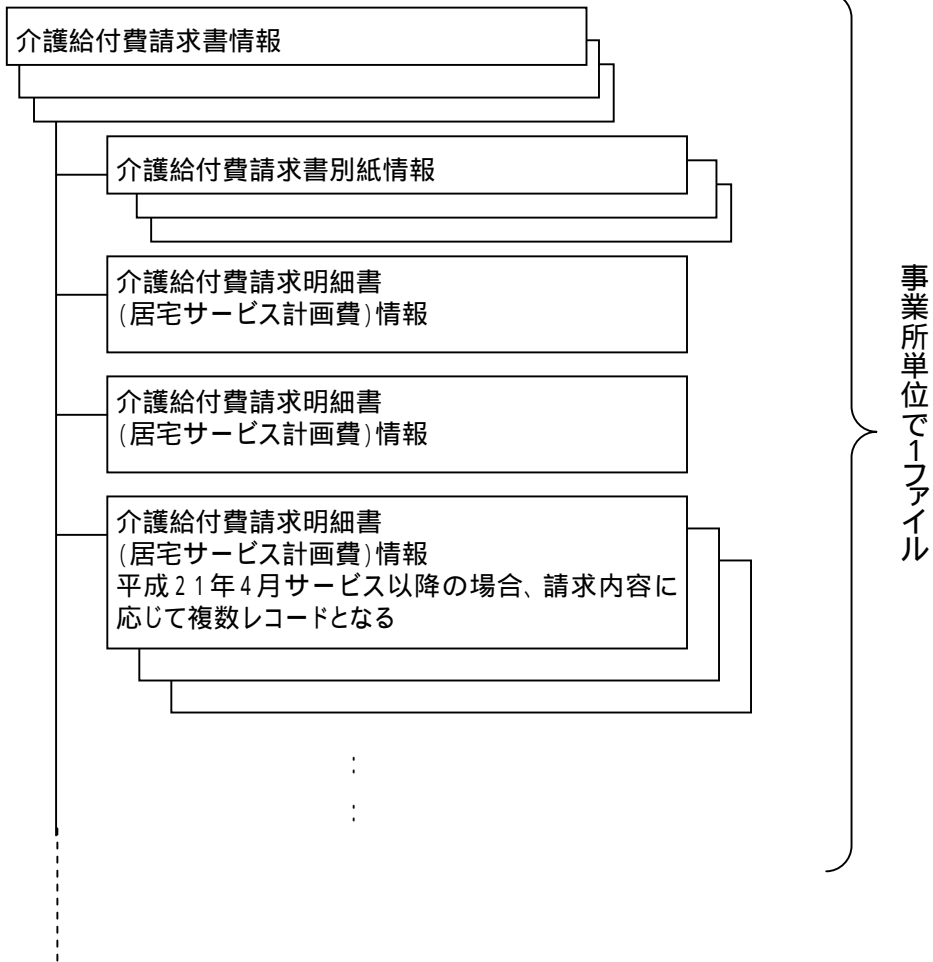 介護給付費請求書情報
介護給付費請求書別紙情報
介護給付費請求明細書
(居宅サービス計画費)情報
介護給付費請求明細書
(居宅サービス計画費)情報
介護給付費請求明細書
(居宅サービス計画費)情報
平成21年4月サービス以降の場合、請求内容に
応じて複数レコードとなる
:
:
事業所単位で1ファイル